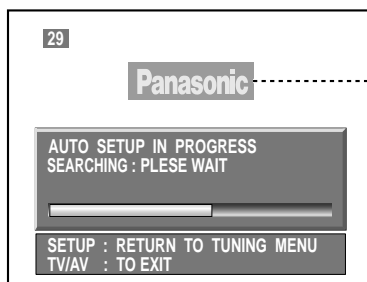 29
Panasonic
AUTO SETUP IN PROGRESS
SEARCHING : PLESE WAIT
SETUP : RETURN TO TUNING MENU
TV/AV : TO EXIT